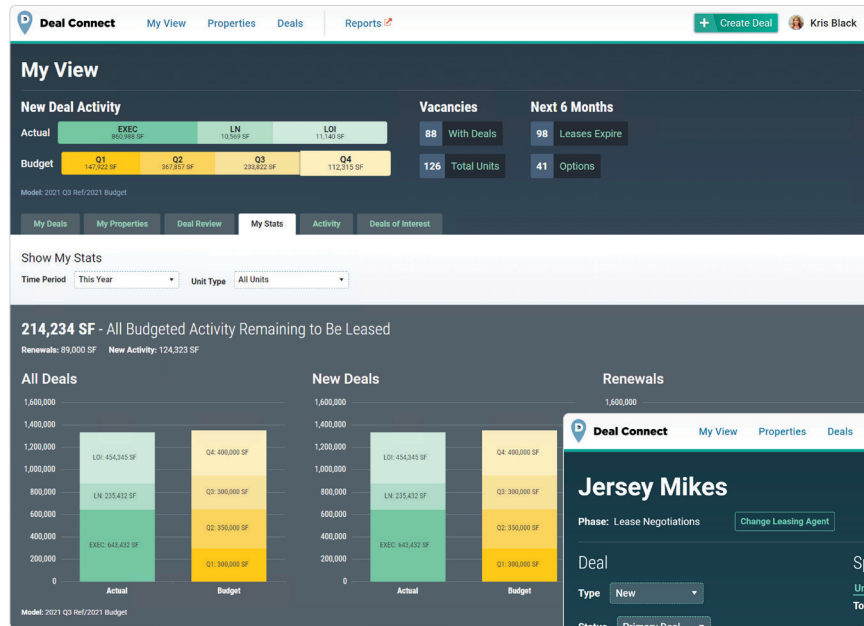 Deal Connect My View Properties Deals Reports Create Deal Kris Black
My View
New Deal Activity Vacancies Next 6 Months
Actual EXEC LN LOI 88 With Deals 98 Leases Expire
860,988 SF 10,569 SF 11,140 SF
Budget Q1 Q2 Q3 Q4 126 Total Units 41 Options
147,922 SF 367,857 SF 233,822 SF 112,315 SF
Model: 2021 Q3 Ref/2021 Budget
My Deals My Properties Deal Review My Stats Activity Deals of Interest
Show My Stats
Time Period This Year Unit Type All Units
214,234 SF - All Budgeted Activity Remaining to Be Leased
Renewals: 89,000 SF New Activity: 124,323 SF
All Deals
1,600,000
1,400,000
1,200,000
1,000,000
800,000
600,000
400,000
200,000
0
LOI: 454,345 SF
LN: 235,432 SF
EXEC: 643,432 SF
Q4: 400,000 SF
Q3: 300,000 SF
Q2: 350,000 SF
Q1: 300,000 SF
Actual Budget
New Deals
1,600,000
1,400,000
1,200,000
1,000,000
800,000
600,000
400,000
200,000
0
LOI: 454,345 SF
LN: 235,432 SF
EXEC: 643,432 SF
Q4: 400,000 SF
Q3: 300,000 SF
Q2: 350,000 SF
Q1: 300,000 SF
Actual Budget
Renewals
1,600,000
Model: 2021 Q3 Ref/2021 Budget
Deal Connect My View Properties Deals
Jersey Mikes
Phase: Lease Negotiations Change Leasing Agent
Deal
Type New
Status Primary Deal